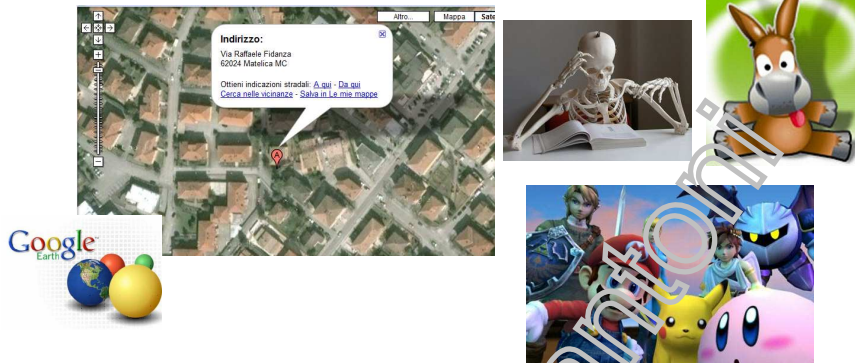 Altro... Mappa
Indirizzo:
Via Raffaele Fidanza
62024 Matelica MC
Ottieni indicazioni stradali: A qui - Da qui
Cerca nelle vicinanze - Salva in Le mie mappe
A
Google
Earth
antoni